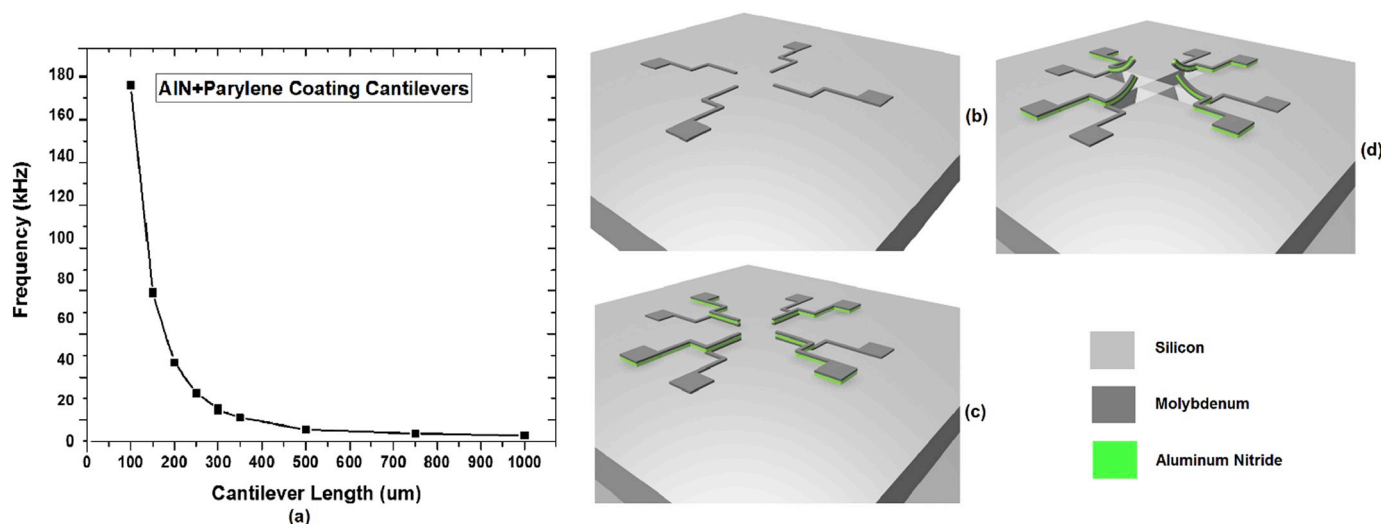 AlN+Parylene Coating Cantilevers
Frequency (kHz)
180
160
140
120
100
80
60
40
20
0
0 100 200 300 400 500 600 700 800 900 1000
Cantilever Length (um)
(a)
(b)
(c)
(d)
Silicon
Molybdenum
Aluminum Nitride